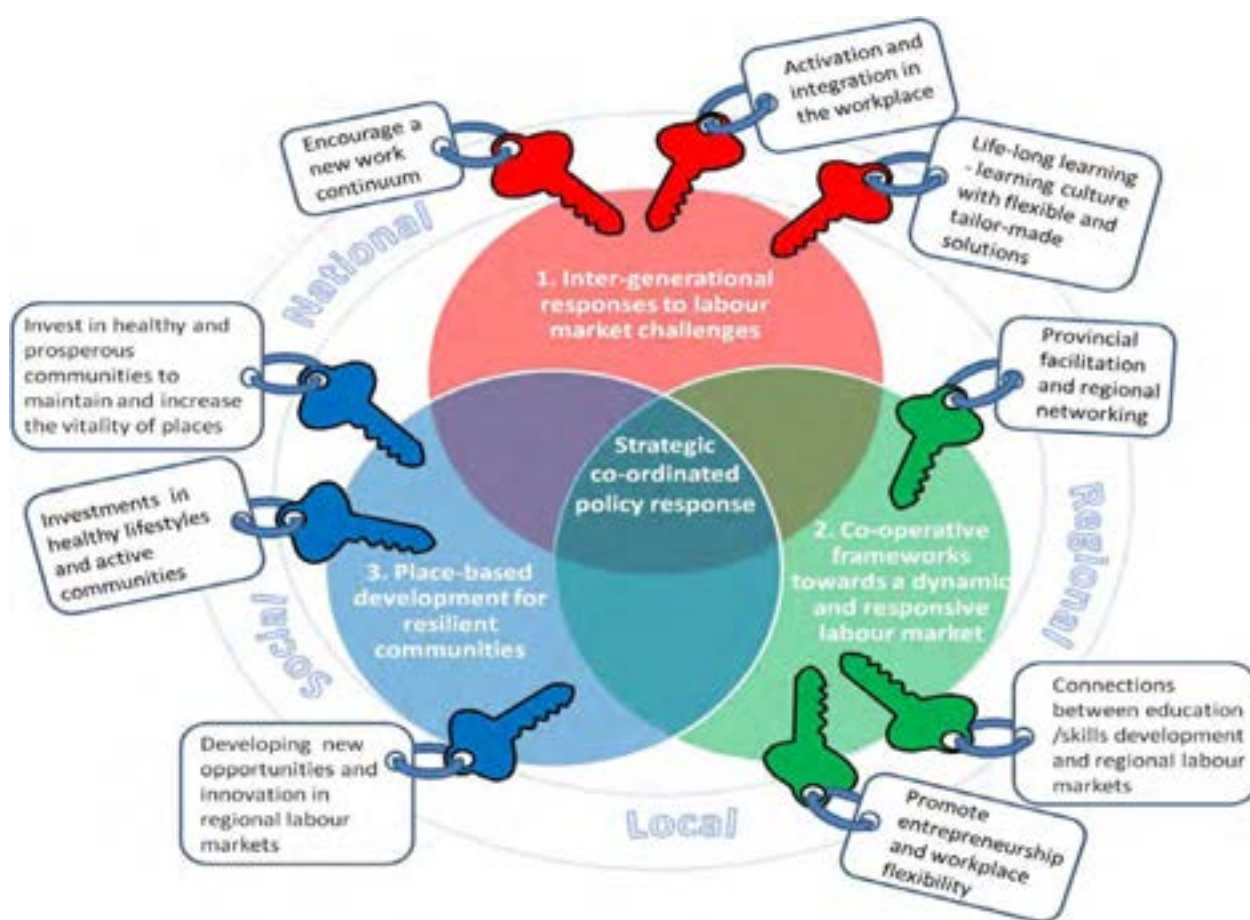 Activation and
integration in
the workplace
Encourage a
new work
continuum
Life-long learning
- learning culture
with flexible and
tailor-made
solutions
National
1. Inter-generational
responses to labour
market challenges
Invest in healthy and
prosperous
communities to
maintain and increase
the vitality of places
Provincial
facilitation
and regional
networking
Strategic
co-ordinated
policy response
Investments in
healthy lifestyles
and active
communities
Regional
2. Co-operative
frameworks
towards a dynamic
and responsive
labour market
3. Place-based
development for
resilient
communities
Social
Connections
between education
/skills development
and regional labour
markets
Developing new
opportunities and
innovation in
regional labour
markets
Local
Promote
entrepreneurship
and workplace
flexibility